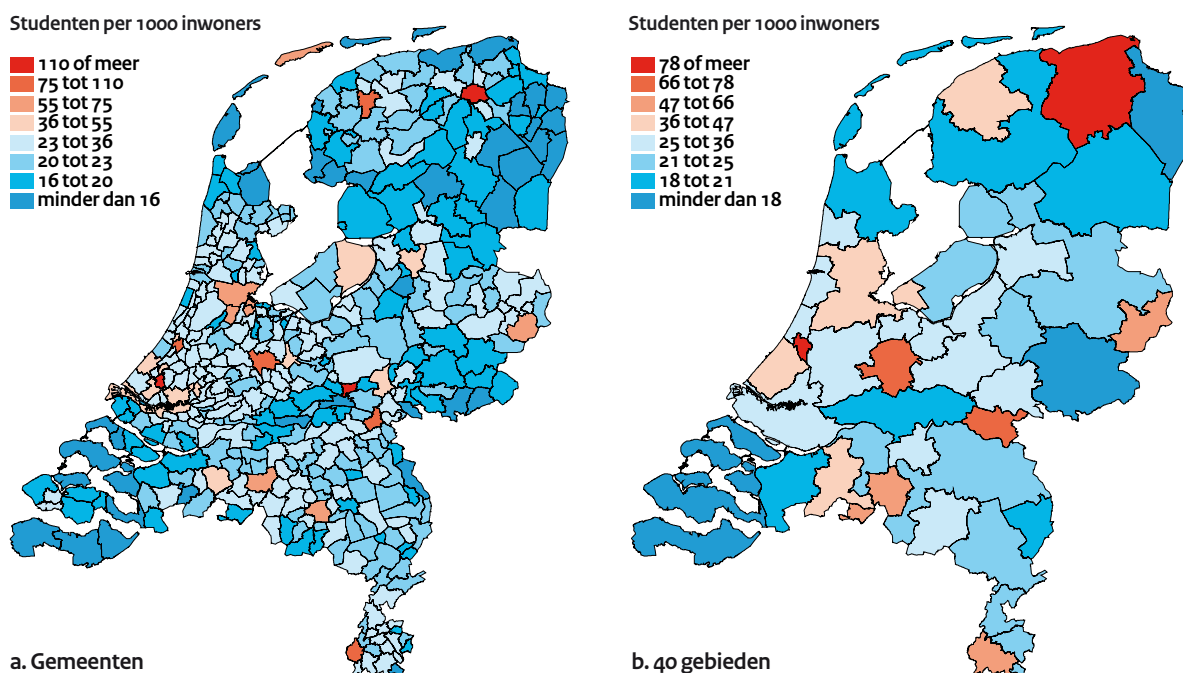 Studenten per 1000 inwoners
110 of meer
75 tot 110
55 tot 75
36 tot 55
23 tot 36
20 tot 23
16 tot 20
minder dan 16
a. Gemeenten
Studenten per 1000 inwoners
78 of meer
66 tot 78
47 tot 66
36 tot 47
25 tot 36
21 tot 25
18 tot 21
minder dan 18
b. 40 gebieden